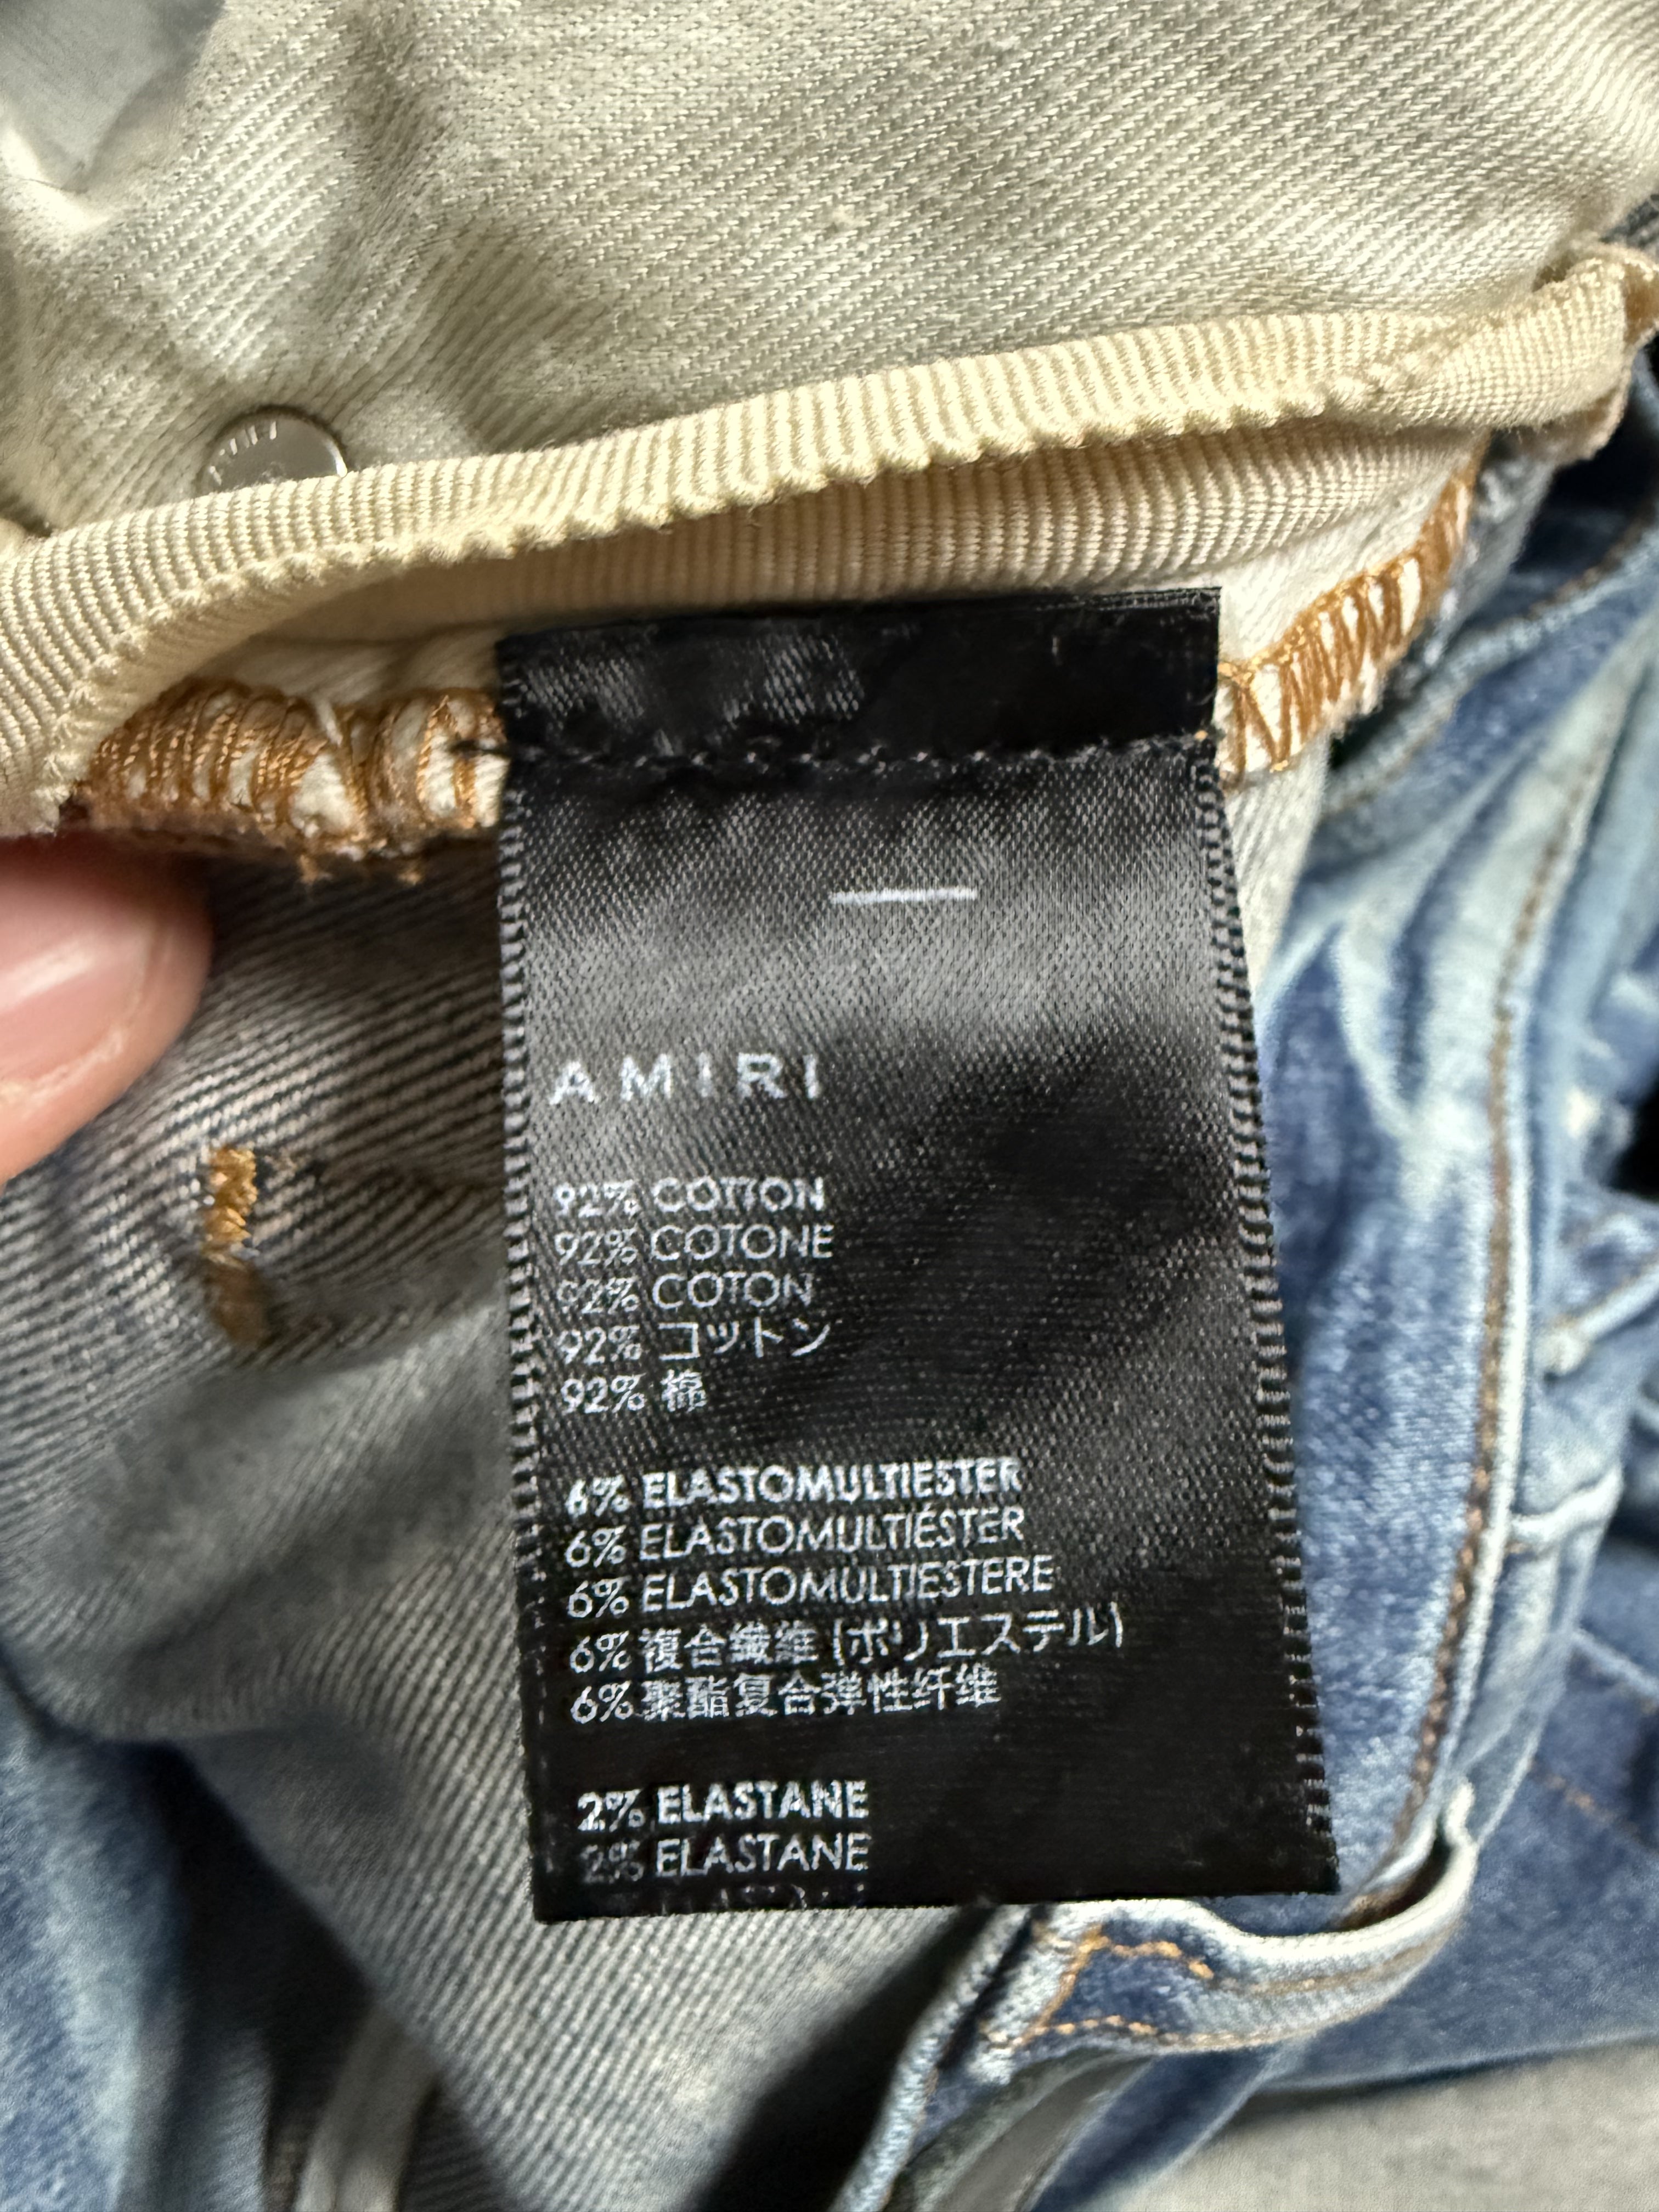 AMIRI
92% COTTON
92% COTONE
92% COTON
92% コットン
92% 棉
6% ELASTOMULTIESTER
6% ELASTOMULTIÉSTER
6% ELASTOMULTIESTERE
6% 複合繊維 (ポリエステル)
6% 聚酯复合弹性纤维
2% ELASTANE
2% ELASTANE